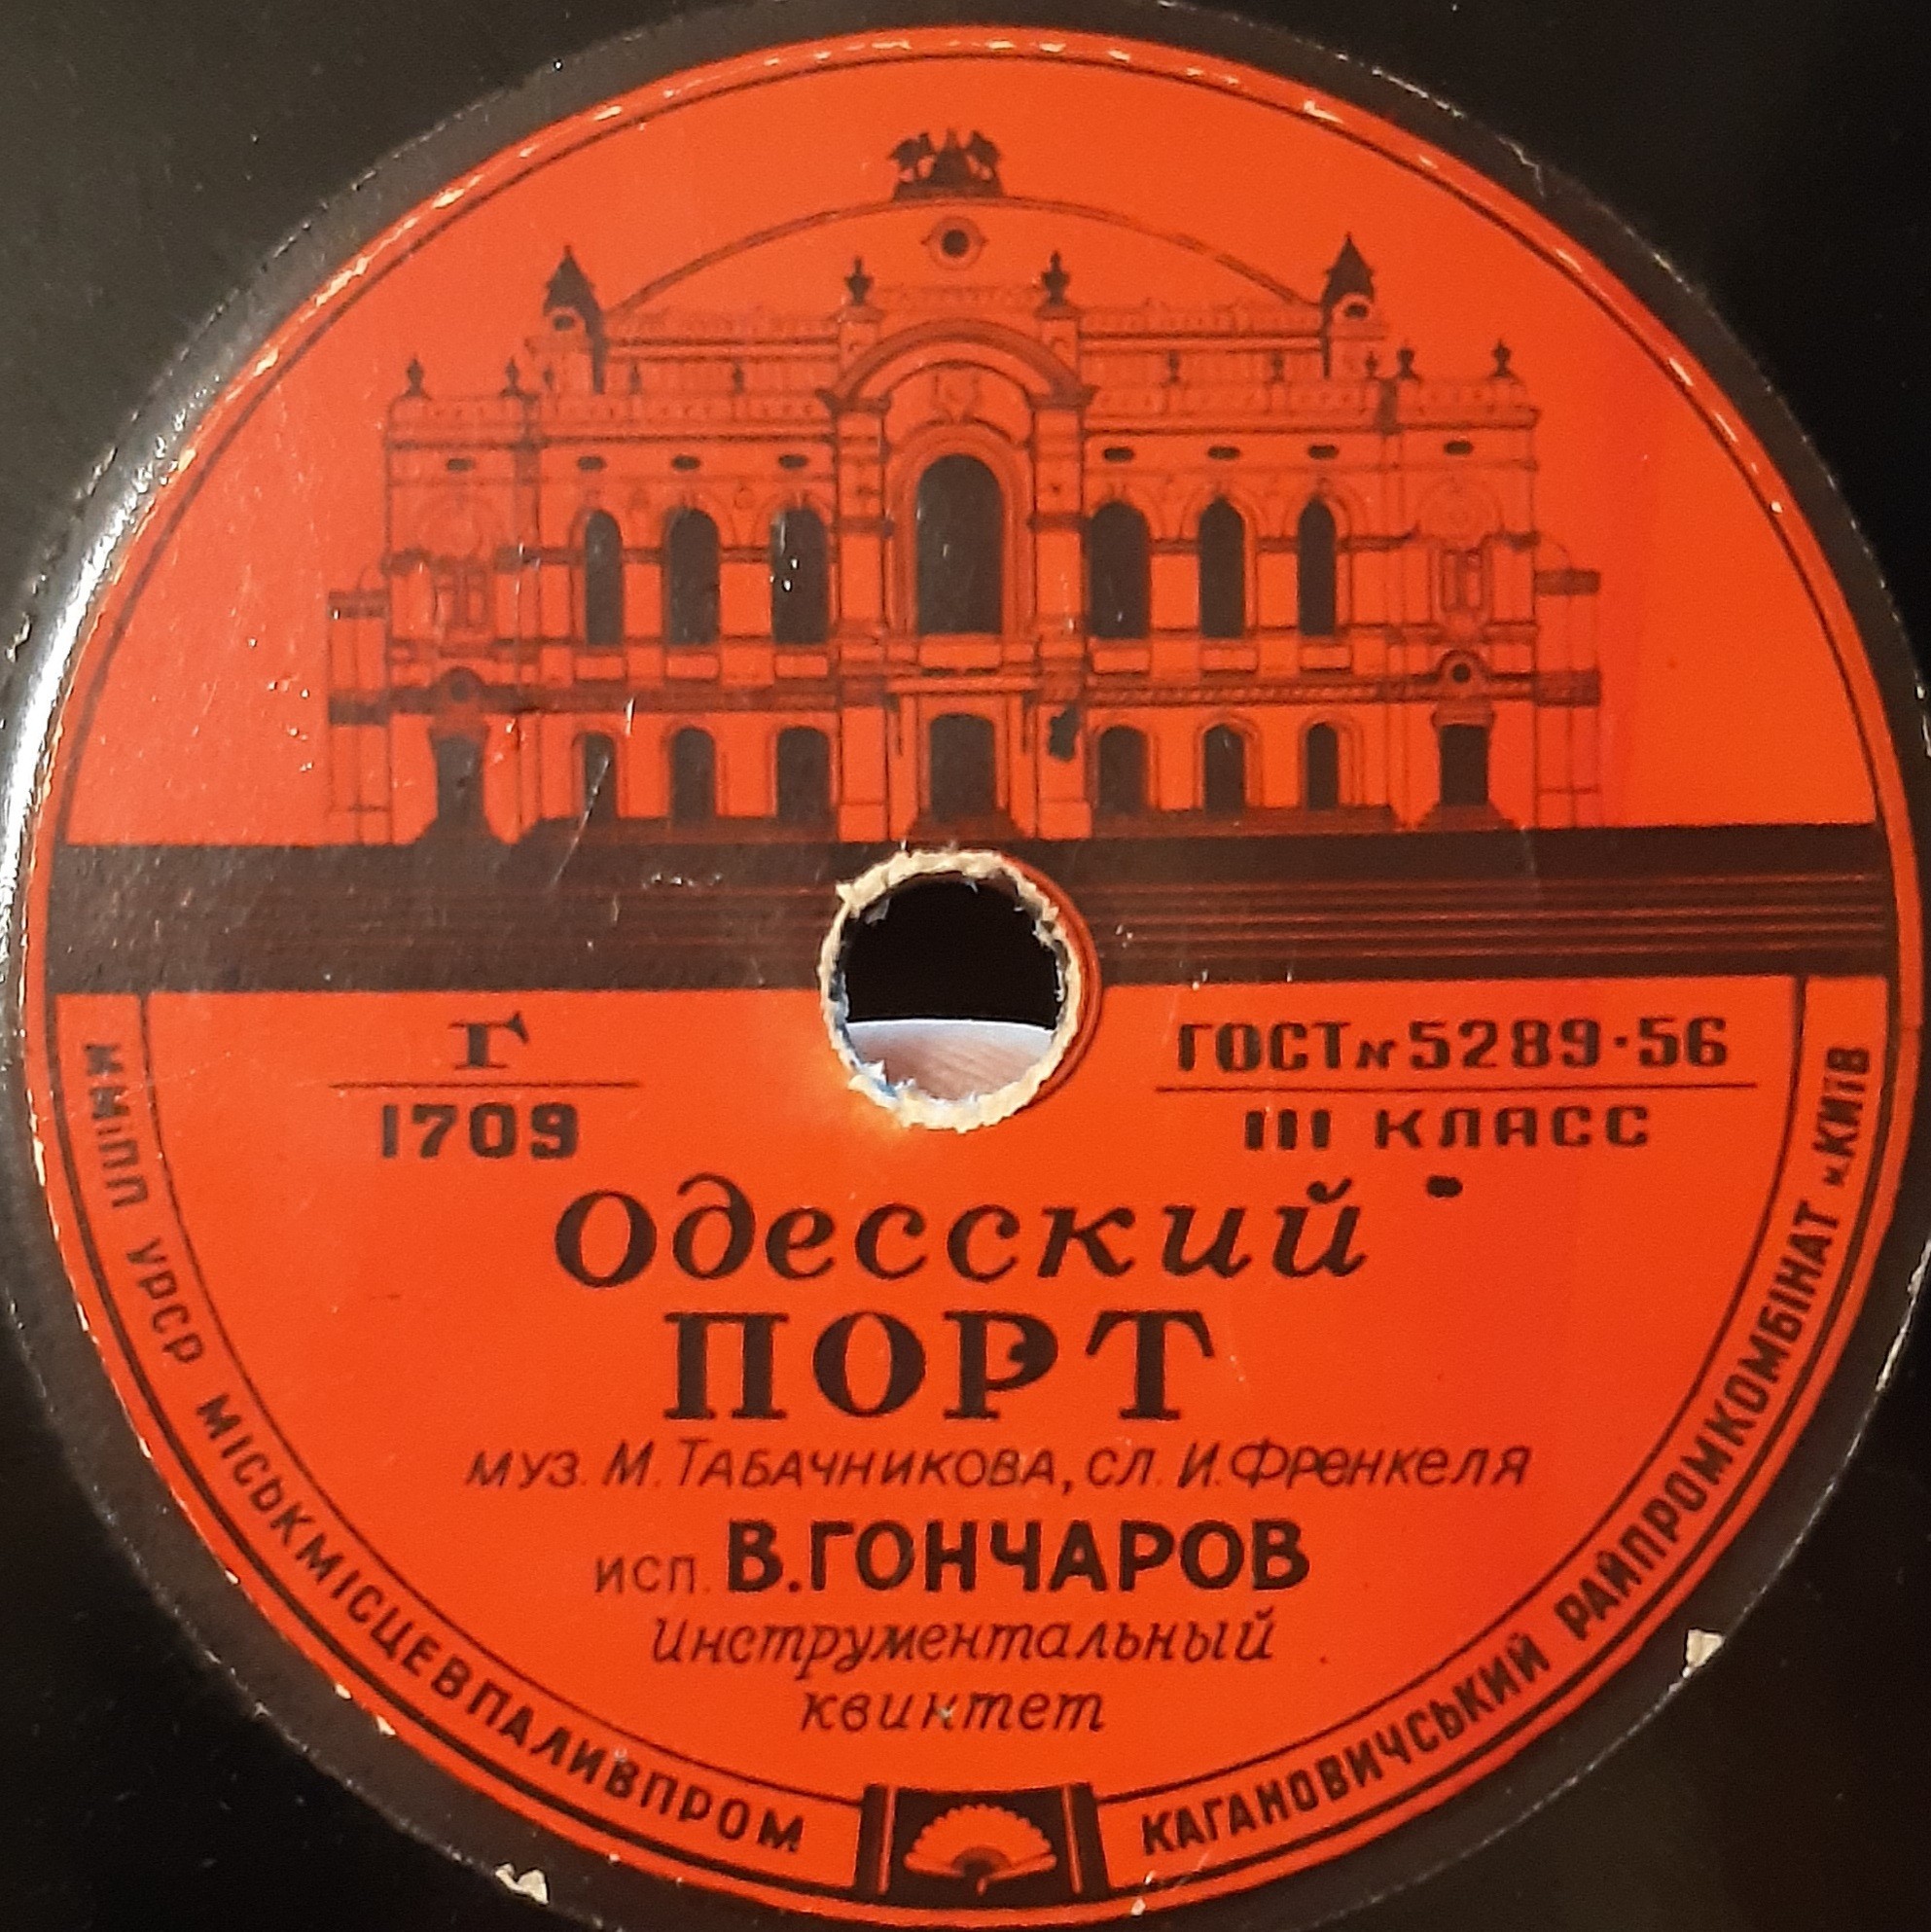 Г
1709
ГОСТ № 5289·56
III КЛАСС
Одесский
ПОРТ
муз. М. Табачникова, сл. И. Френкеля
исп. В. ГОНЧАРОВ
Инструментальный
квинтет
УРСР МІСЬКМІСЦЕВПАЛИВПРОМ
КАГАНОВИЧСЬКИЙ РАЙПРОМКОМБІНАТ м. КИЇВ